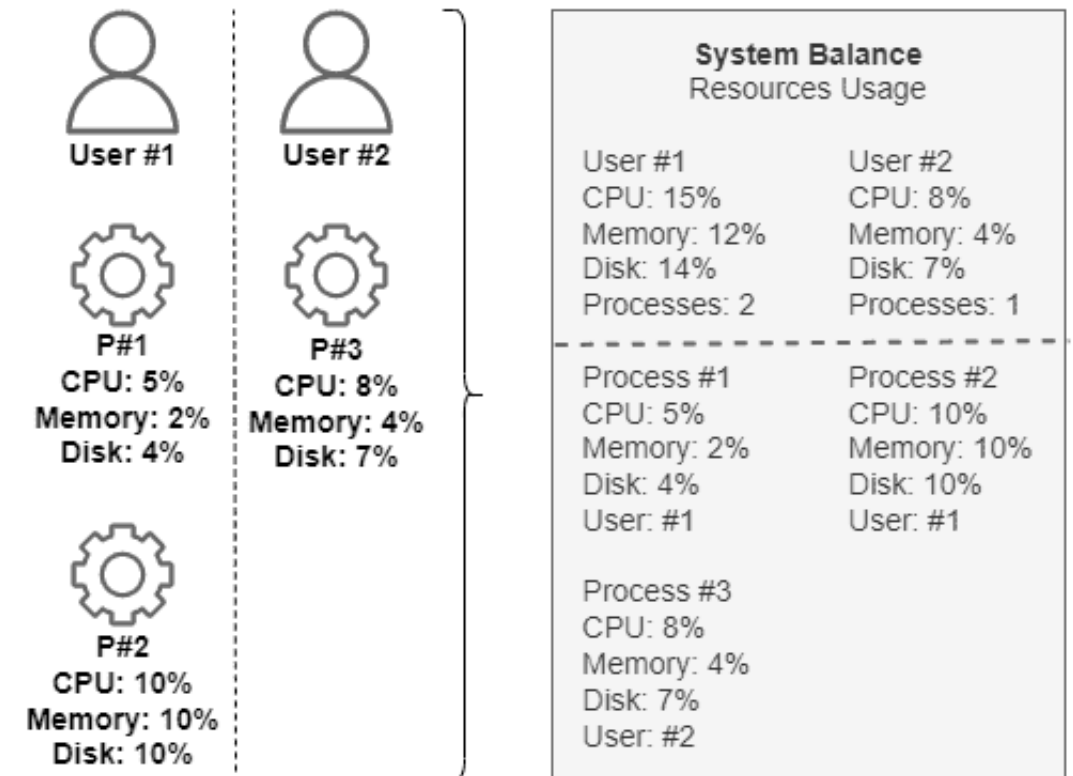 User #1
P#1
CPU: 5%
Memory: 2%
Disk: 4%
P#2
CPU: 10%
Memory: 10%
Disk: 10%
User #2
P#3
CPU: 8%
Memory: 4%
Disk: 7%
System Balance
Resources Usage
User #1
CPU: 15%
Memory: 12%
Disk: 14%
Processes: 2
User #2
CPU: 8%
Memory: 4%
Disk: 7%
Processes: 1
Process #1
CPU: 5%
Memory: 2%
Disk: 4%
User: #1
Process #2
CPU: 10%
Memory: 10%
Disk: 10%
User: #1
Process #3
CPU: 8%
Memory: 4%
Disk: 7%
User: #2